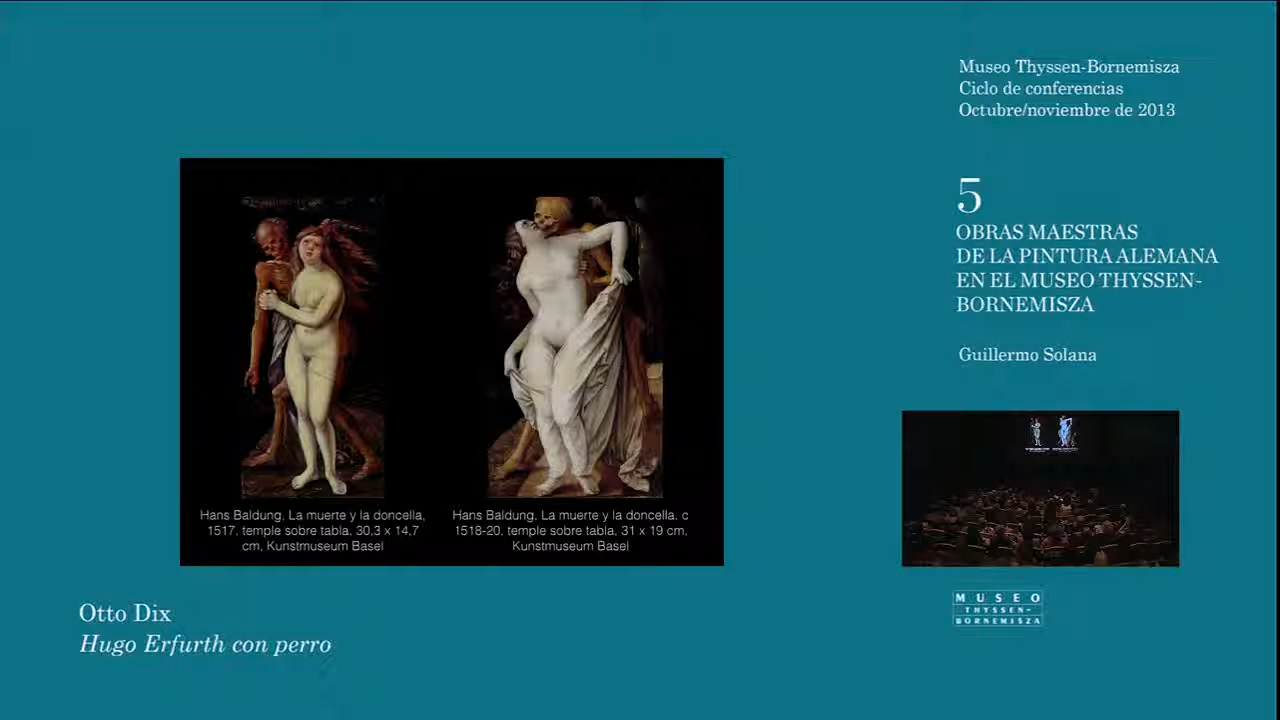 Museo Thyssen-Bornemisza
Ciclo de conferencias
Octubre/noviembre de 2013
5
OBRAS MAESTRAS
DE LA PINTURA ALEMANA
EN EL MUSEO THYSSEN-
BORNEMISZA
Guillermo Solana
Hans Baldung, La muerte y la doncella,
1517, temple sobre tabla, 30,3 x 14,7
cm, Kunstmuseum Basel
Hans Baldung, La muerte y la doncella. c
1518-20, temple sobre tabla, 31 x 19 cm,
Kunstmuseum Basel
Otto Dix
Hugo Erfurth con perro
MUSEO
THYSSEN-
BORNEMISZA